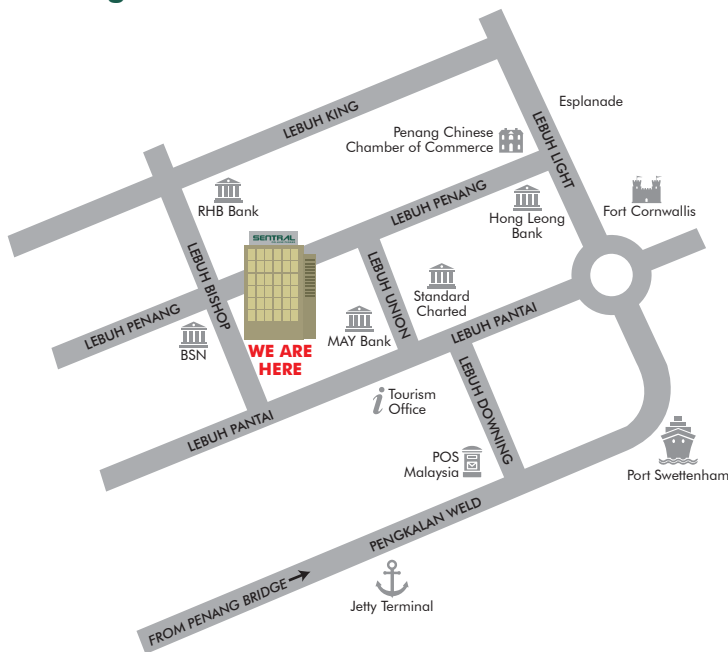 LEBUH KING
Esplanade
LEBUH LIGHT
Penang Chinese
Chamber of Commerce
RHB Bank
LEBUH PENANG
Hong Leong
Bank
Fort Cornwallis
SENTRAL
LEBUH BISHOP
LEBUH UNION
Standard
Charted
LEBUH PENANG
BSN
MAY Bank
LEBUH PANTAI
WE ARE
HERE
LEBUH DOWNING
Tourism
Office
LEBUH PANTAI
POS
Malaysia
Port Swettenham
PENGKALAN WELD
FROM PENANG BRIDGE
Jetty Terminal